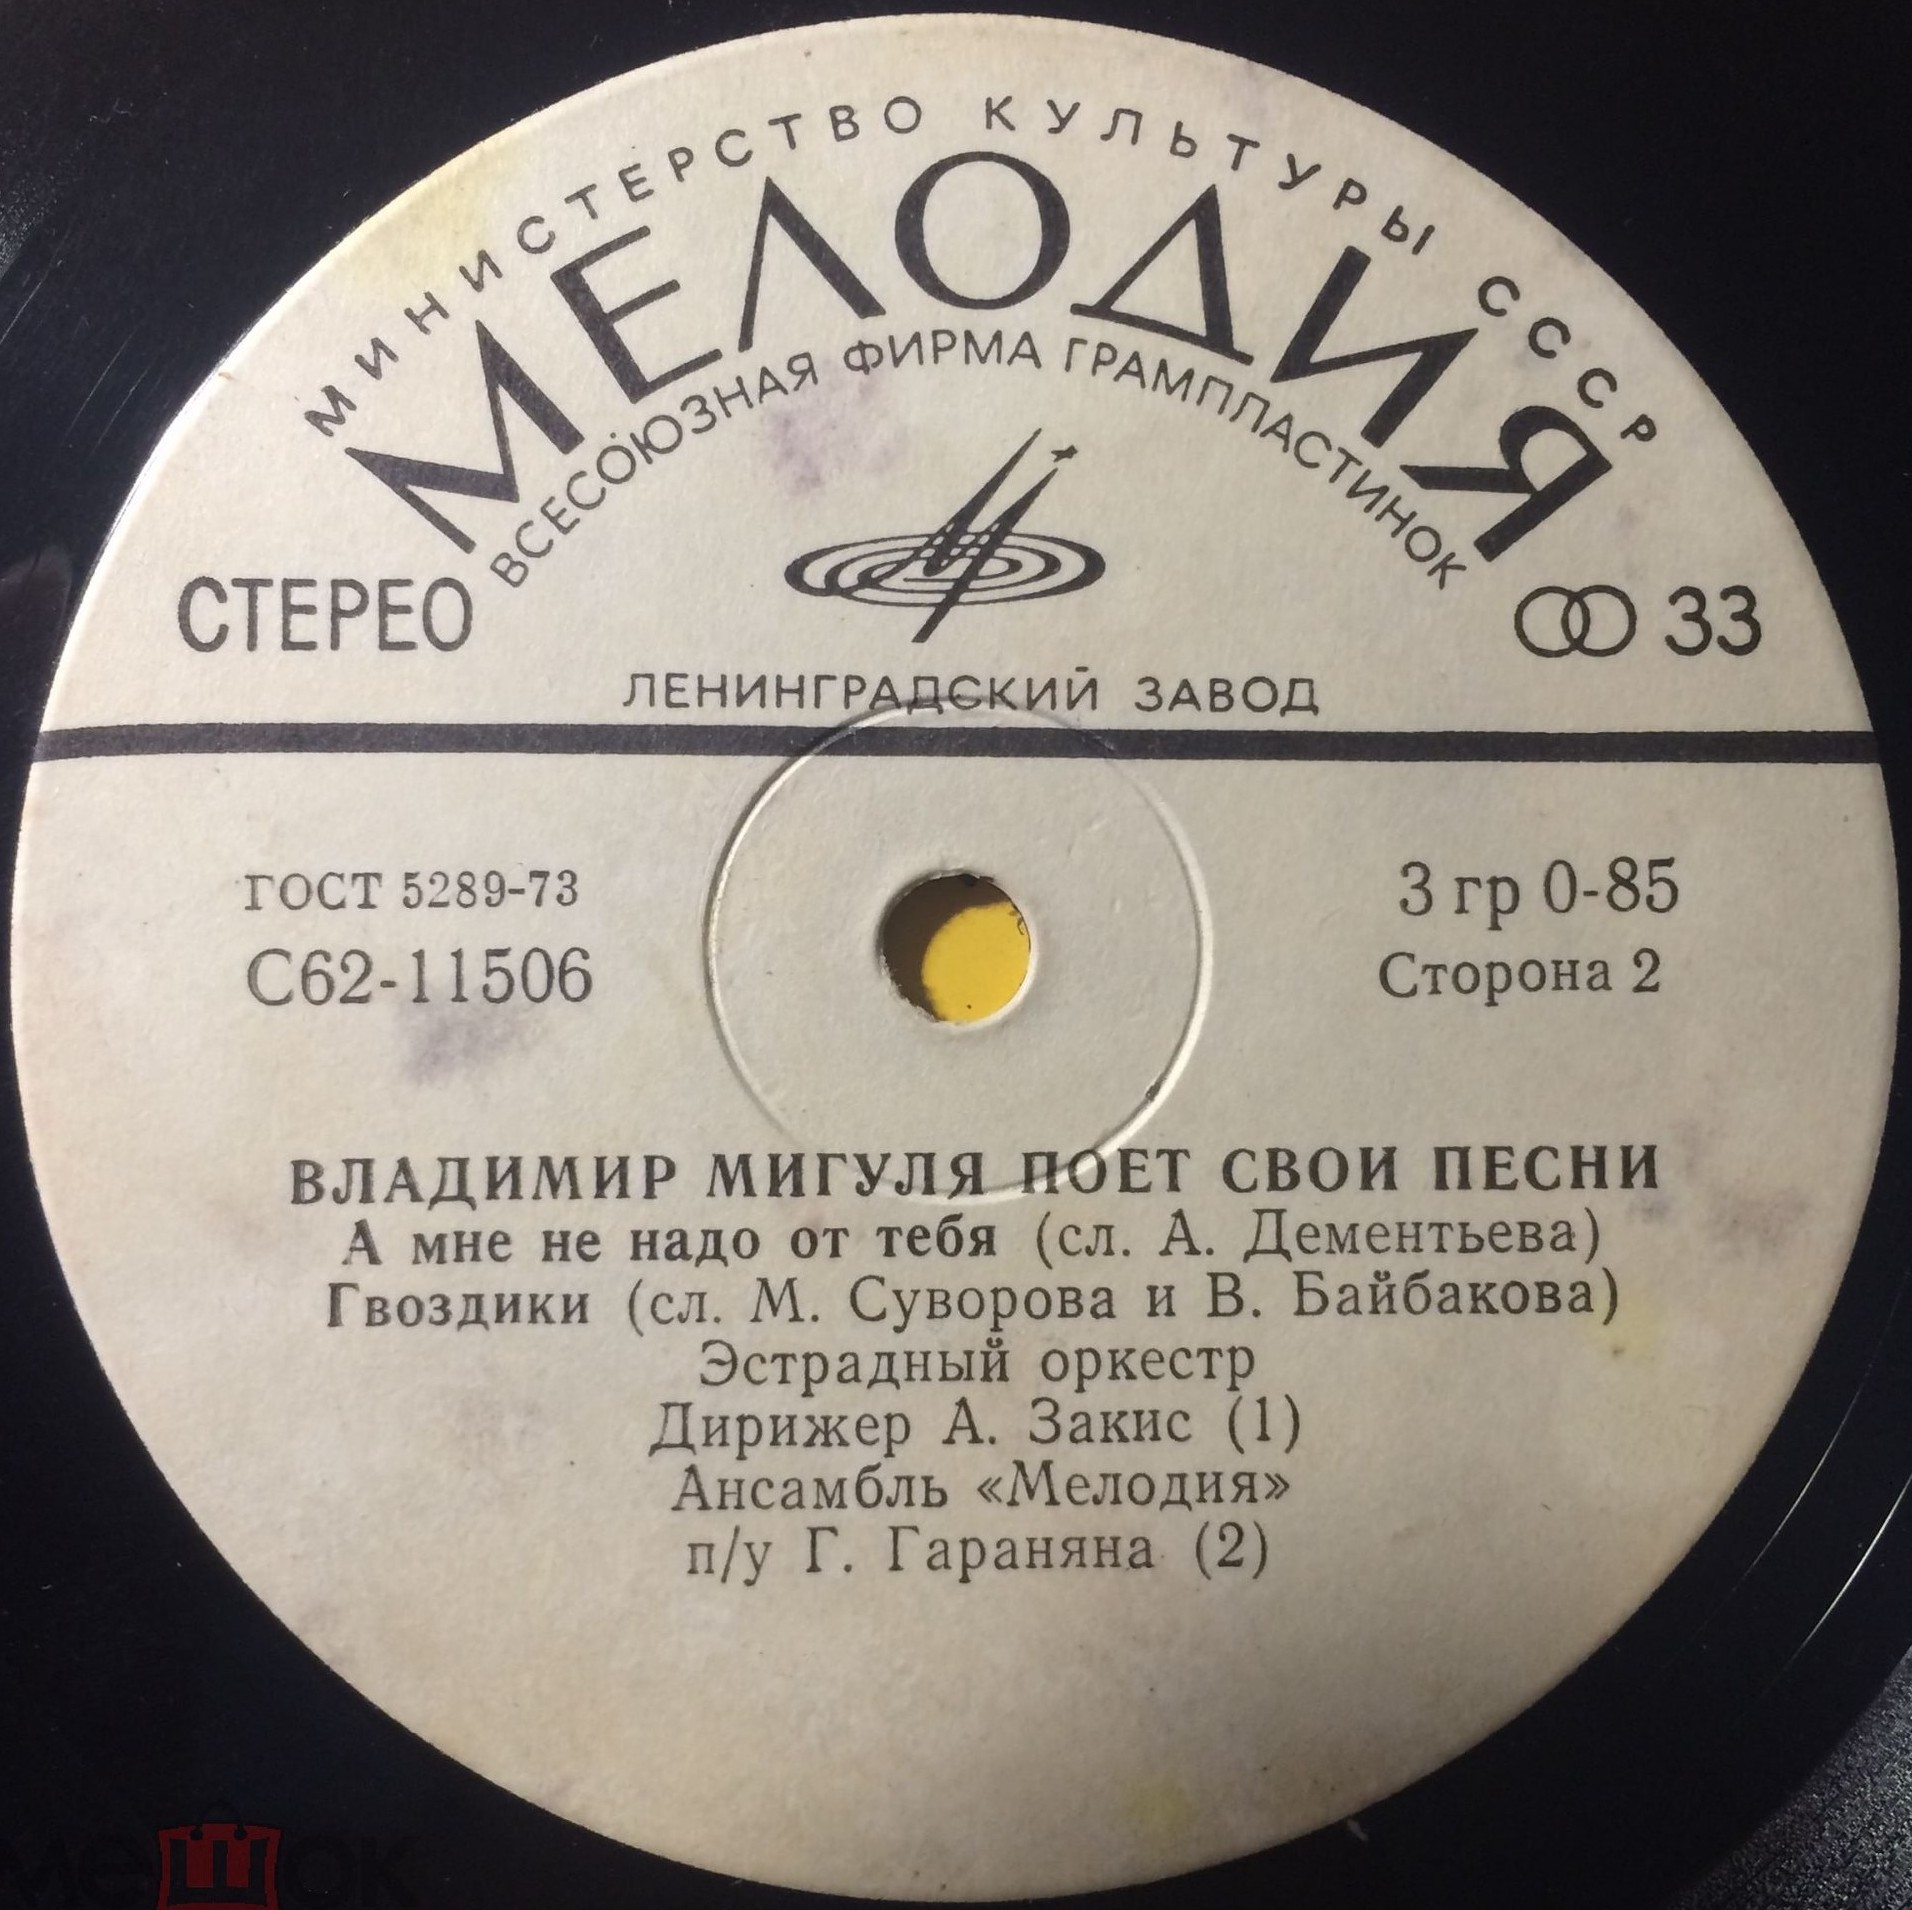 МИНИСТЕРСТВО КУЛЬТУРЫ СССР
МЕЛОДИЯ
ВСЕСОЮЗНАЯ ФИРМА ГРАМПЛАСТИНОК
СТЕРЕО 33
ЛЕНИНГРАДСКИЙ ЗАВОД
ГОСТ 5289-73 3 гр 0-85
С62-11506 Сторона 2
ВЛАДИМИР МИГУЛЯ ПОЕТ СВОИ ПЕСНИ
А мне не надо от тебя (сл. А. Дементьева)
Гвоздики (сл. М. Суворова и В. Байбакова)
Эстрадный оркестр
Дирижер А. Закис (1)
Ансамбль «Мелодия»
п/у Г. Гараняна (2)
мешок